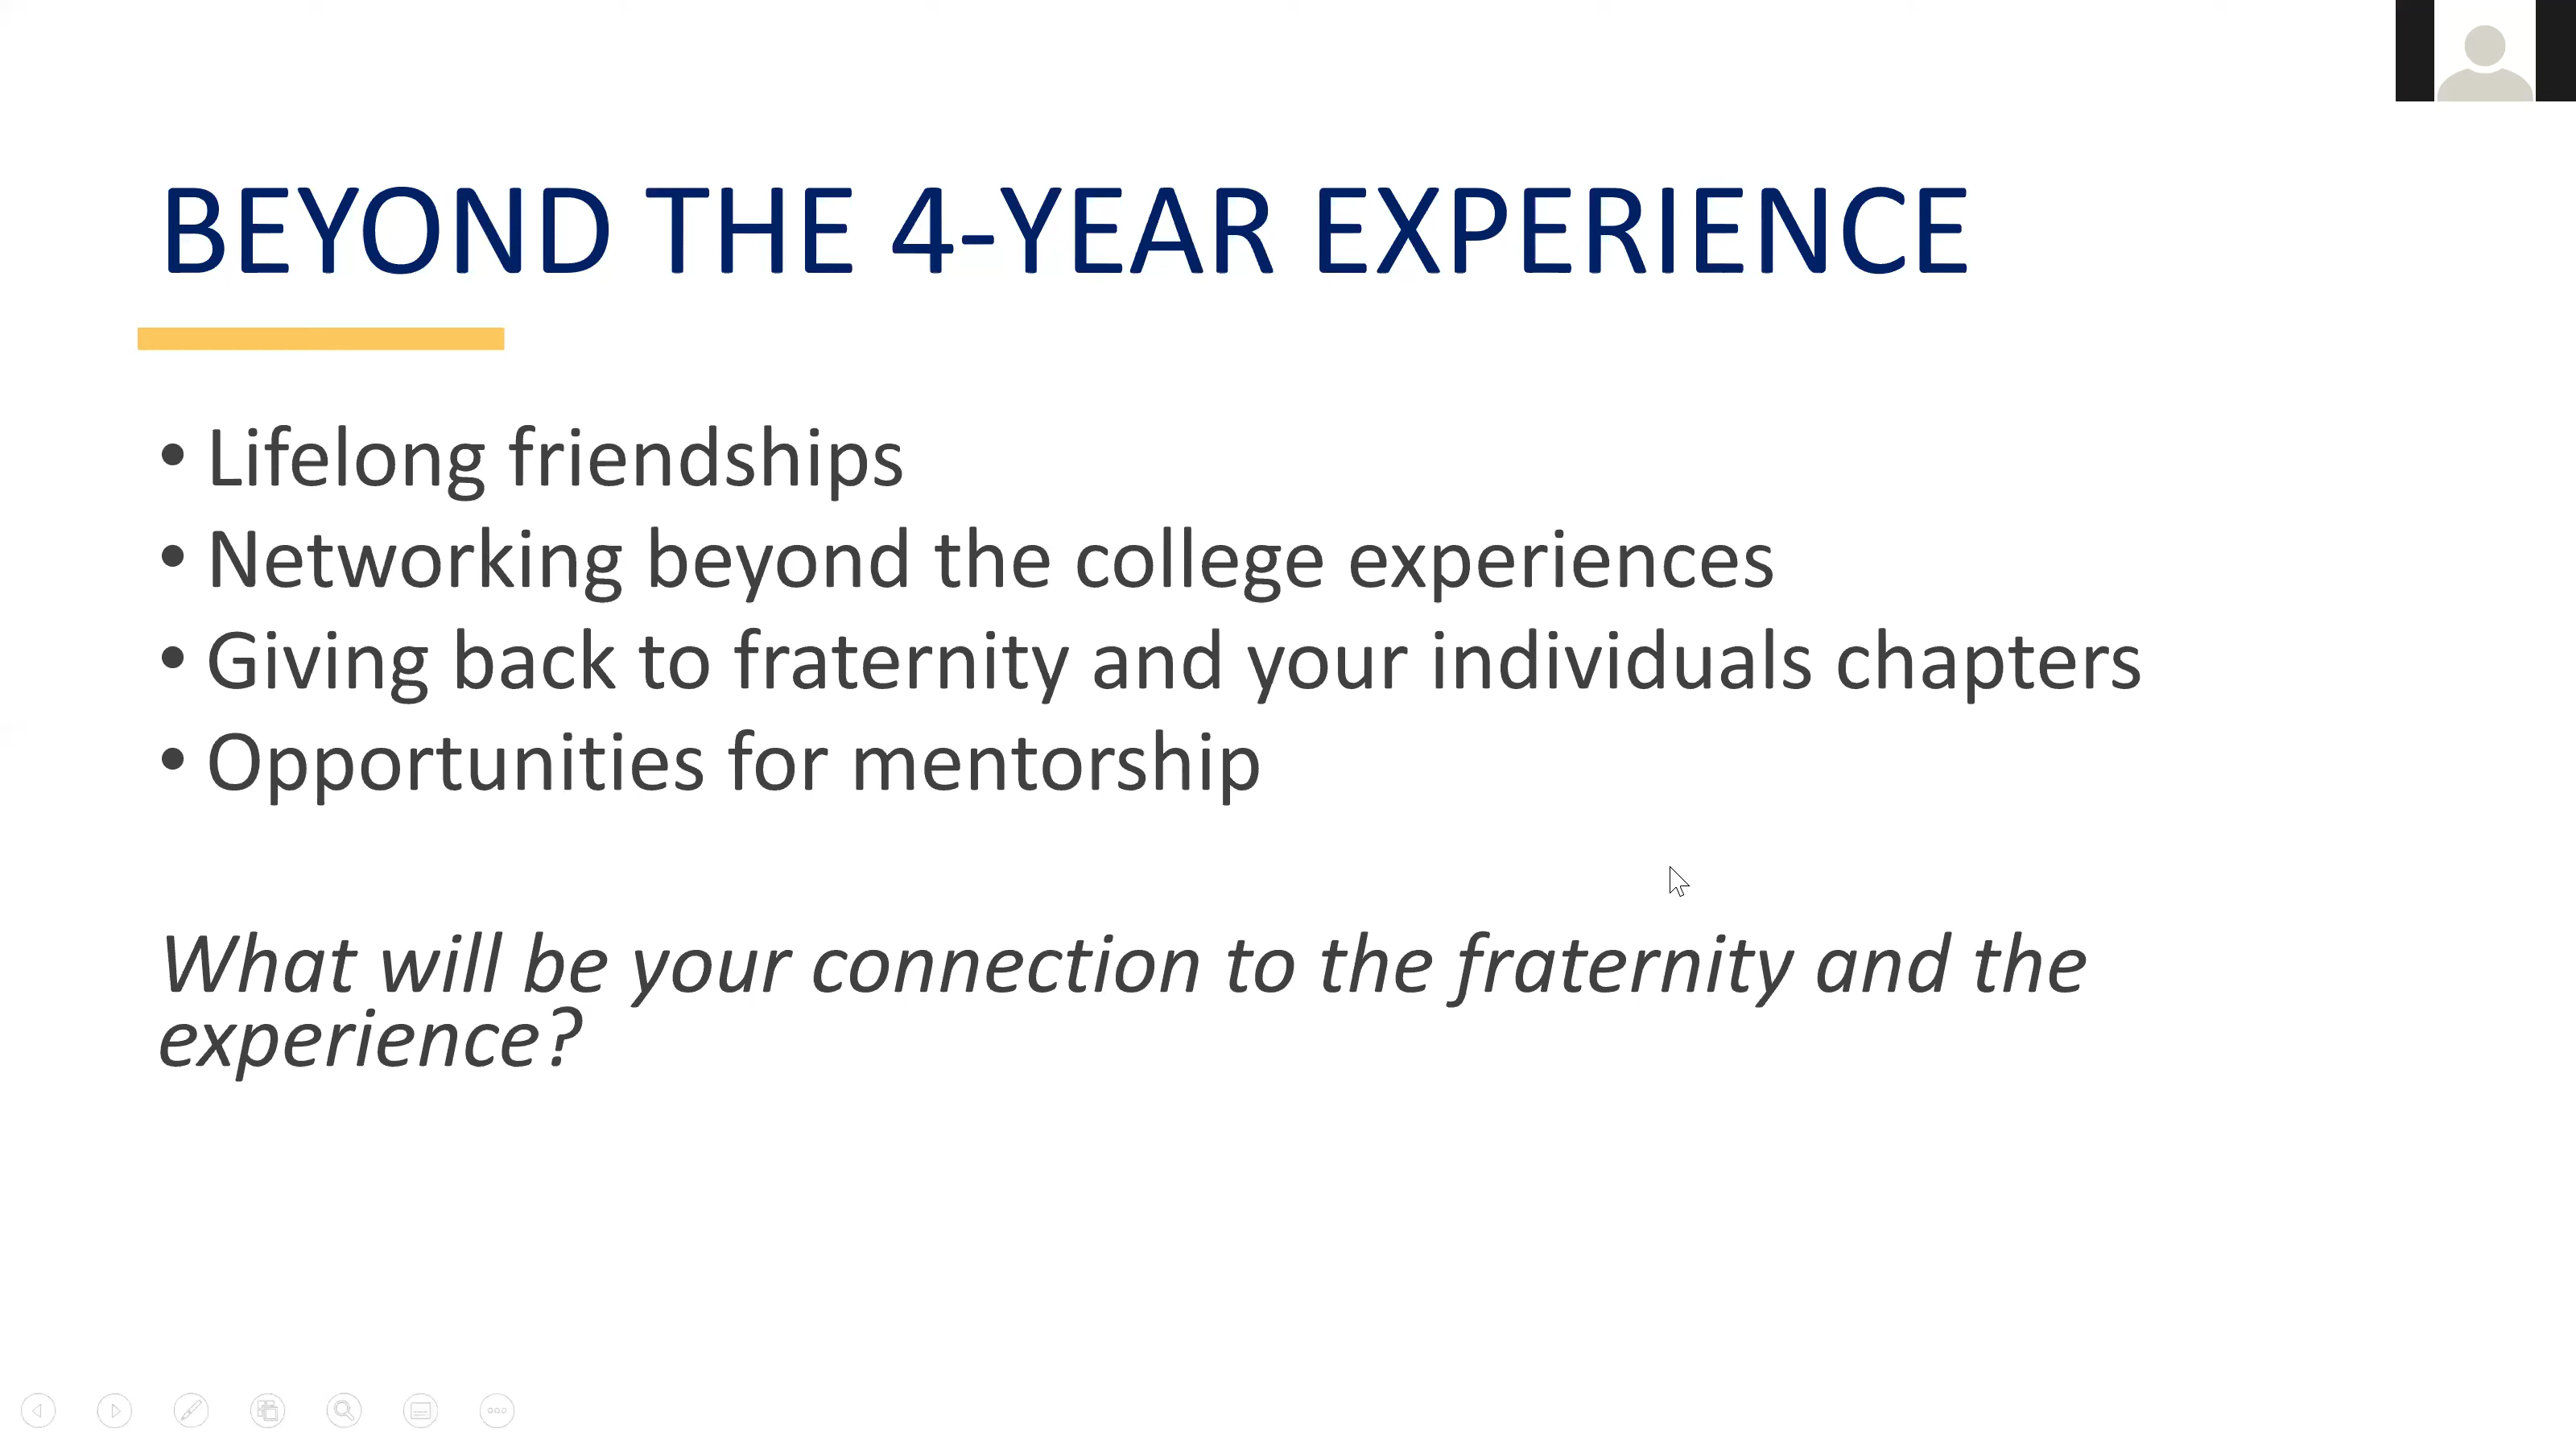 BEYOND THE 4-YEAR EXPERIENCE
• Lifelong friendships
• Networking beyond the college experiences
• Giving back to fraternity and your individuals chapters
• Opportunities for mentorship
What will be your connection to the fraternity and the
experience?